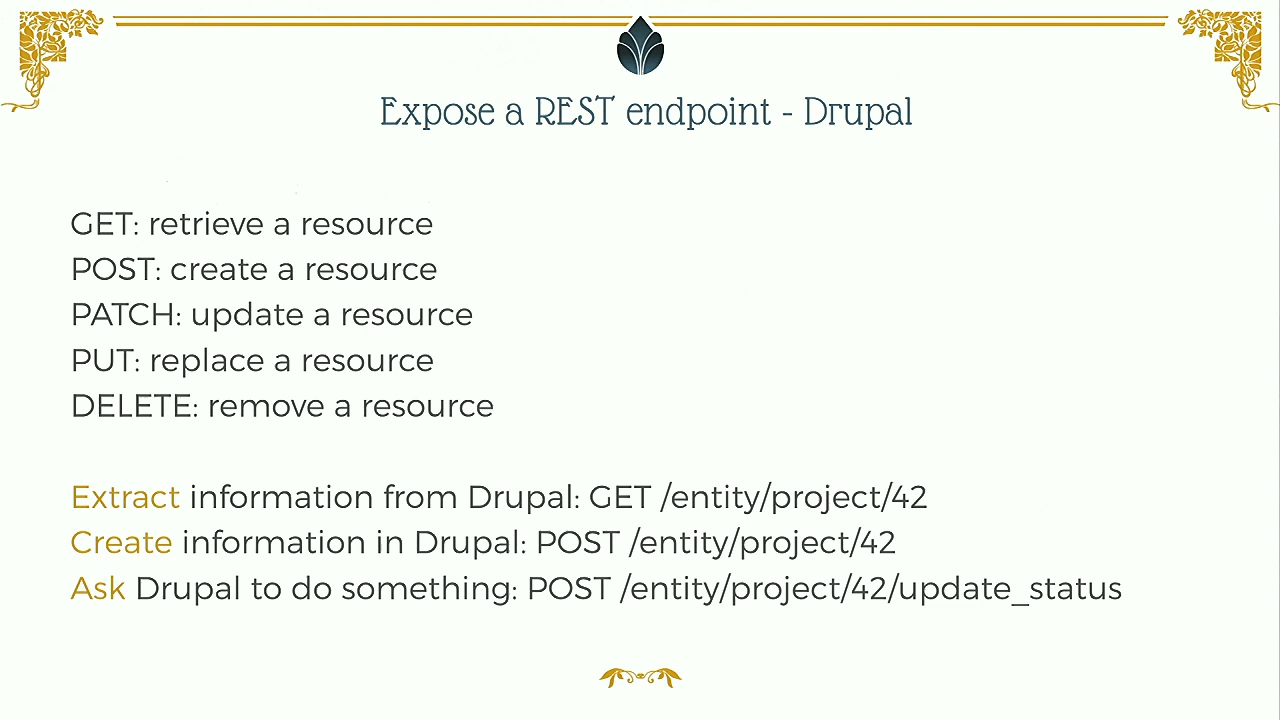 Expose a REST endpoint - Drupal
GET: retrieve a resource
POST: create a resource
PATCH: update a resource
PUT: replace a resource
DELETE: remove a resource
Extract information from Drupal: GET /entity/project/42
Create information in Drupal: POST /entity/project/42
Ask Drupal to do something: POST /entity/project/42/update_status